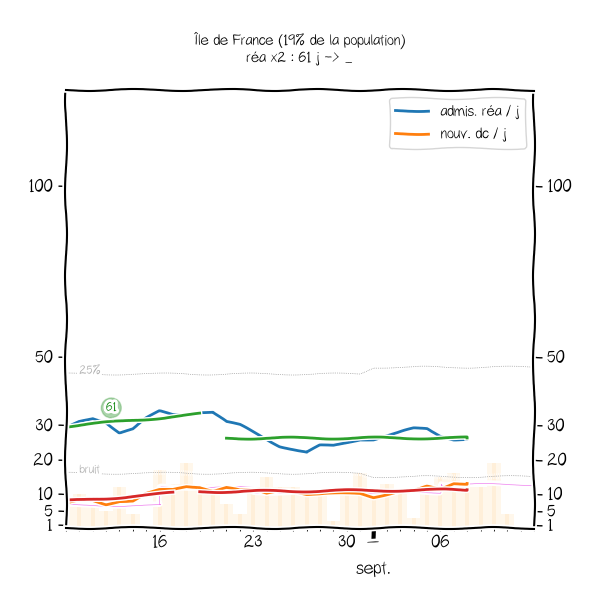 Île de France (19% de la population)
réa x2 : 61 j -> _
admis. réa / j
nouv. dc / j
100 100
50 50
25%
61
30 30
20 20
bruit
10 10
5 5
1 1
16 23 30 06
sept.